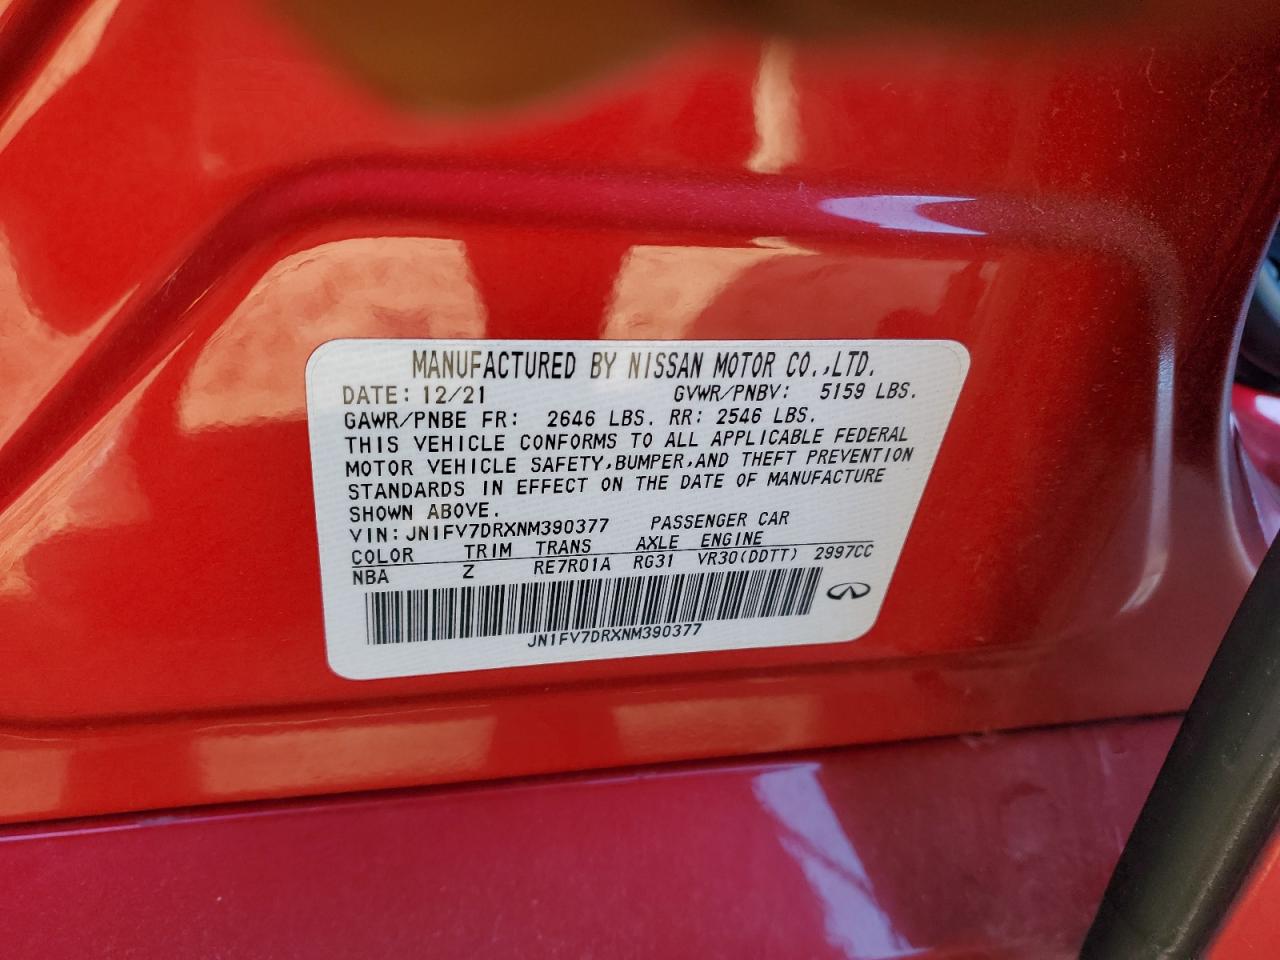 MANUFACTURED BY NISSAN MOTOR CO.,LTD.
DATE: 12/21 GVWR/PNBV: 5159 LBS.
GAWR/PNBE FR: 2646 LBS. RR: 2546 LBS.
THIS VEHICLE CONFORMS TO ALL APPLICABLE FEDERAL
MOTOR VEHICLE SAFETY,BUMPER,AND THEFT PREVENTION
STANDARDS IN EFFECT ON THE DATE OF MANUFACTURE
SHOWN ABOVE.
VIN:JN1FV7DRXNM390377 PASSENGER CAR
COLOR TRIM TRANS AXLE ENGINE
NBA Z RE7R01A RG31 VR30(DDTT) 2997CC
JN1FV7DRXNM390377